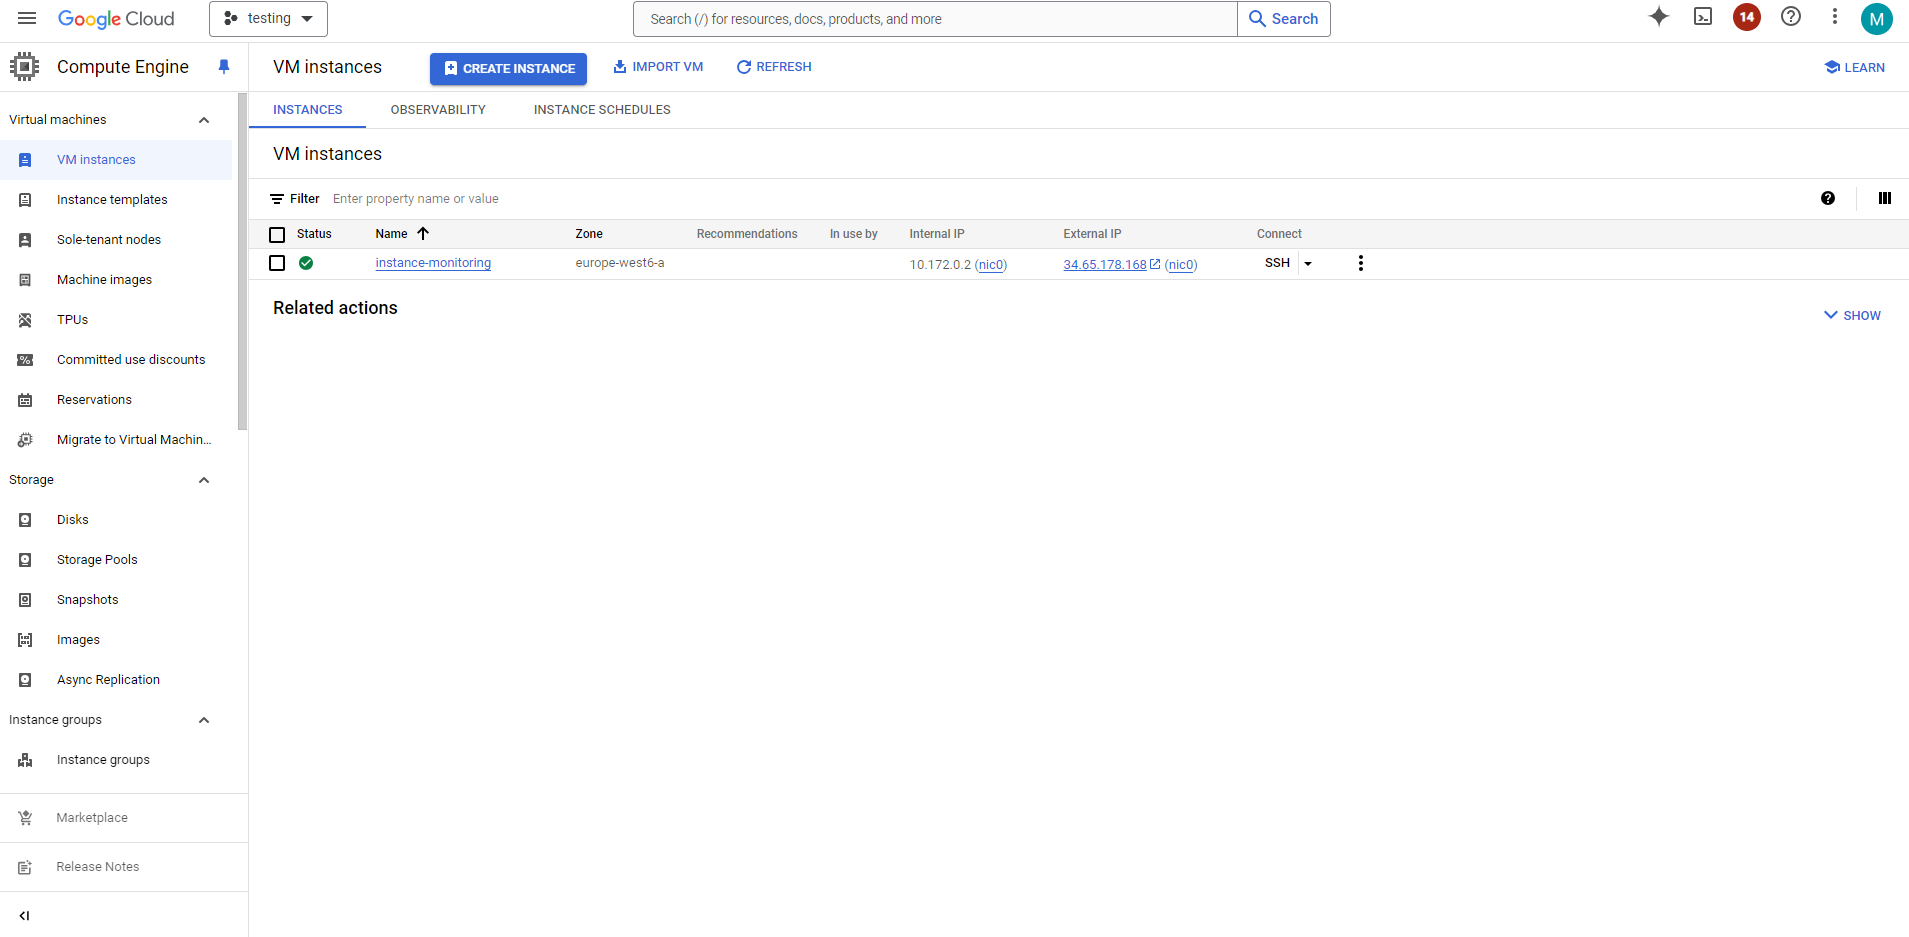 Google Cloud
testing
Search (/) for resources, docs, products, and more
Search
14
M
Compute Engine
VM instances
CREATE INSTANCE
IMPORT VM
REFRESH
LEARN
Virtual machines
VM instances
Instance templates
Sole-tenant nodes
Machine images
TPUs
Committed use discounts
Reservations
Migrate to Virtual Machin...
Storage
Disks
Storage Pools
Snapshots
Images
Async Replication
Instance groups
Instance groups
Marketplace
Release Notes
INSTANCES OBSERVABILITY INSTANCE SCHEDULES
VM instances
Filter Enter property name or value
Status Name Zone Recommendations In use by Internal IP External IP Connect
instance-monitoring europe-west6-a 10.172.0.2 (nic0) 34.65.178.168 (nic0) SSH
Related actions
SHOW